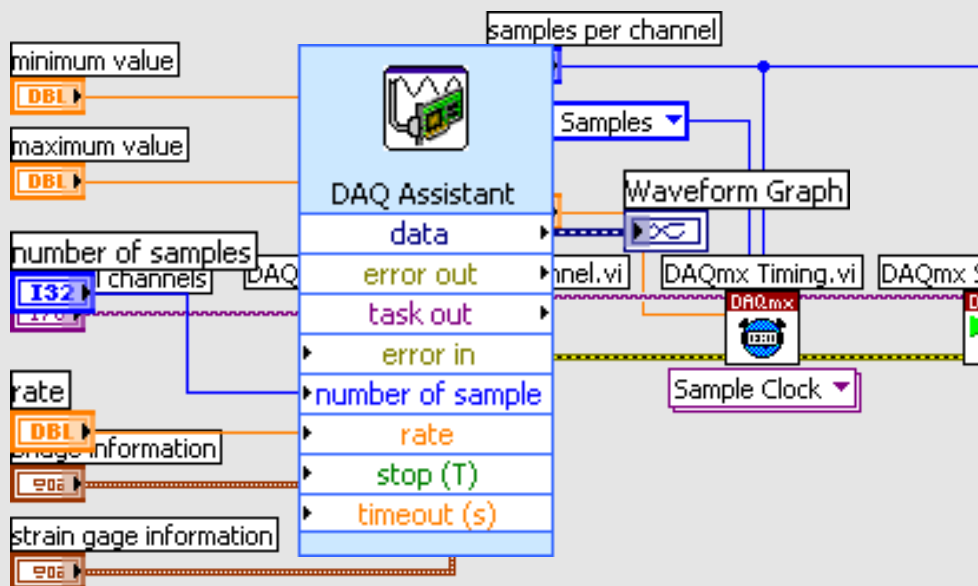 samples per channel
minimum value
DBL
maximum value
DBL
Samples
DAQ Assistant
Waveform Graph
data
number of samples
channels
DAQ
error out
nnel.vi
DAQmx Timing.vi
DAQmx S
I32
task out
DAQmx
error in
rate
number of sample
Sample Clock
DBL
rate
information
stop (T)
timeout (s)
strain gage information